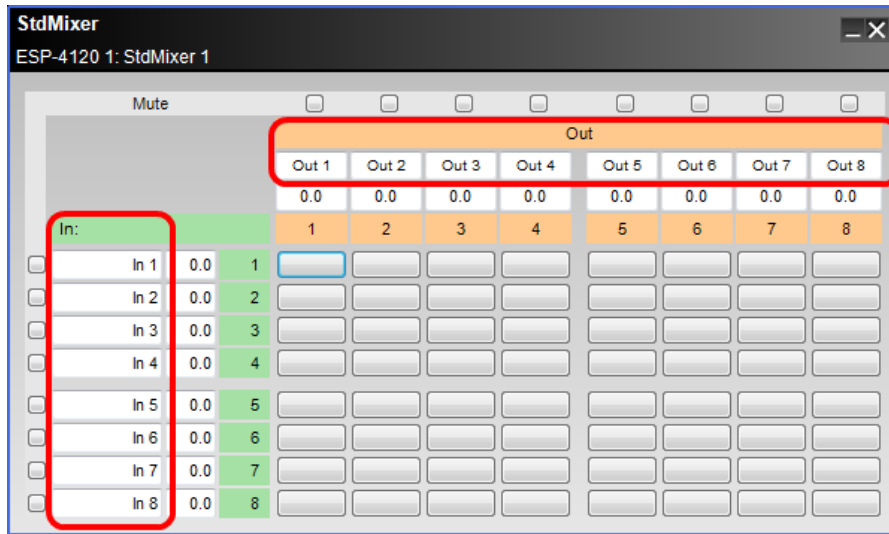 StdMixer
ESP-4120 1: StdMixer 1
Mute
Out
Out 1 Out 2 Out 3 Out 4 Out 5 Out 6 Out 7 Out 8
0.0 0.0 0.0 0.0 0.0 0.0 0.0 0.0
In: 1 2 3 4 5 6 7 8
In 1 0.0 1
In 2 0.0 2
In 3 0.0 3
In 4 0.0 4
In 5 0.0 5
In 6 0.0 6
In 7 0.0 7
In 8 0.0 8